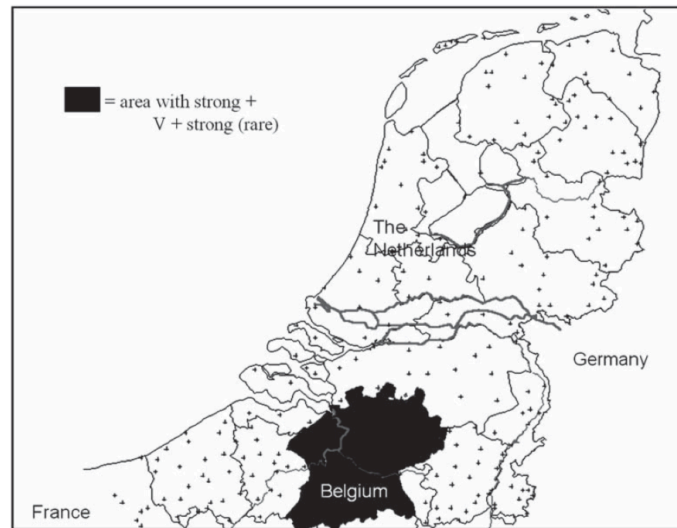 = area with strong +
V + strong (rare)
The
Netherlands
Germany
Belgium
France